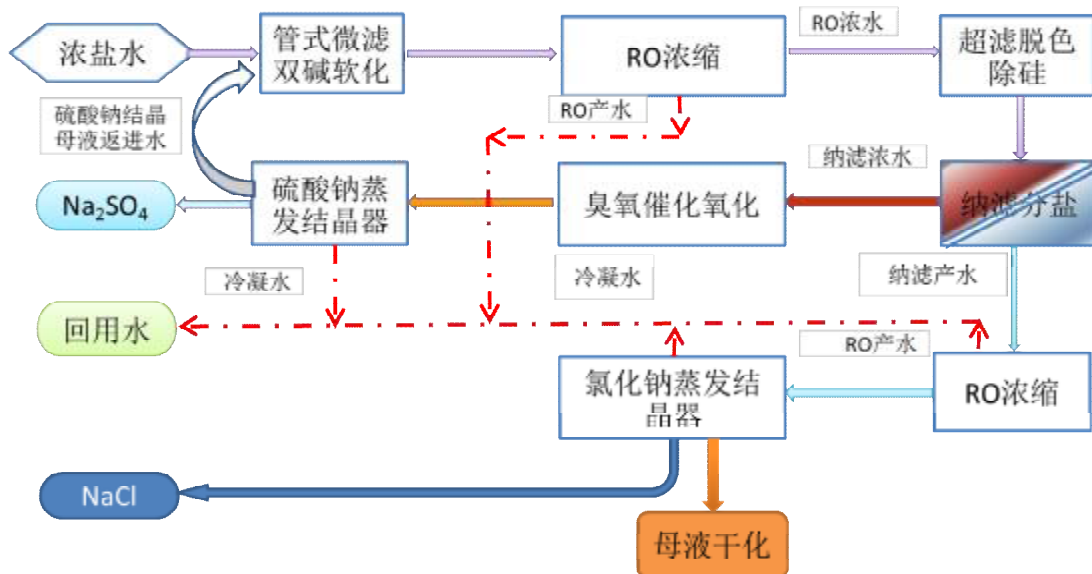 浓盐水
管式微滤
双碱软化
RO浓缩
RO浓水
超滤脱色
除硅
RO产水
硫酸钠结晶
母液返进水
Na₂SO₄
硫酸钠蒸
发结晶器
臭氧催化氧化
纳滤浓水
纳滤分盐
冷凝水
冷凝水
纳滤产水
回用水
RO产水
氯化钠蒸发结
晶器
RO浓缩
NaCl
母液干化